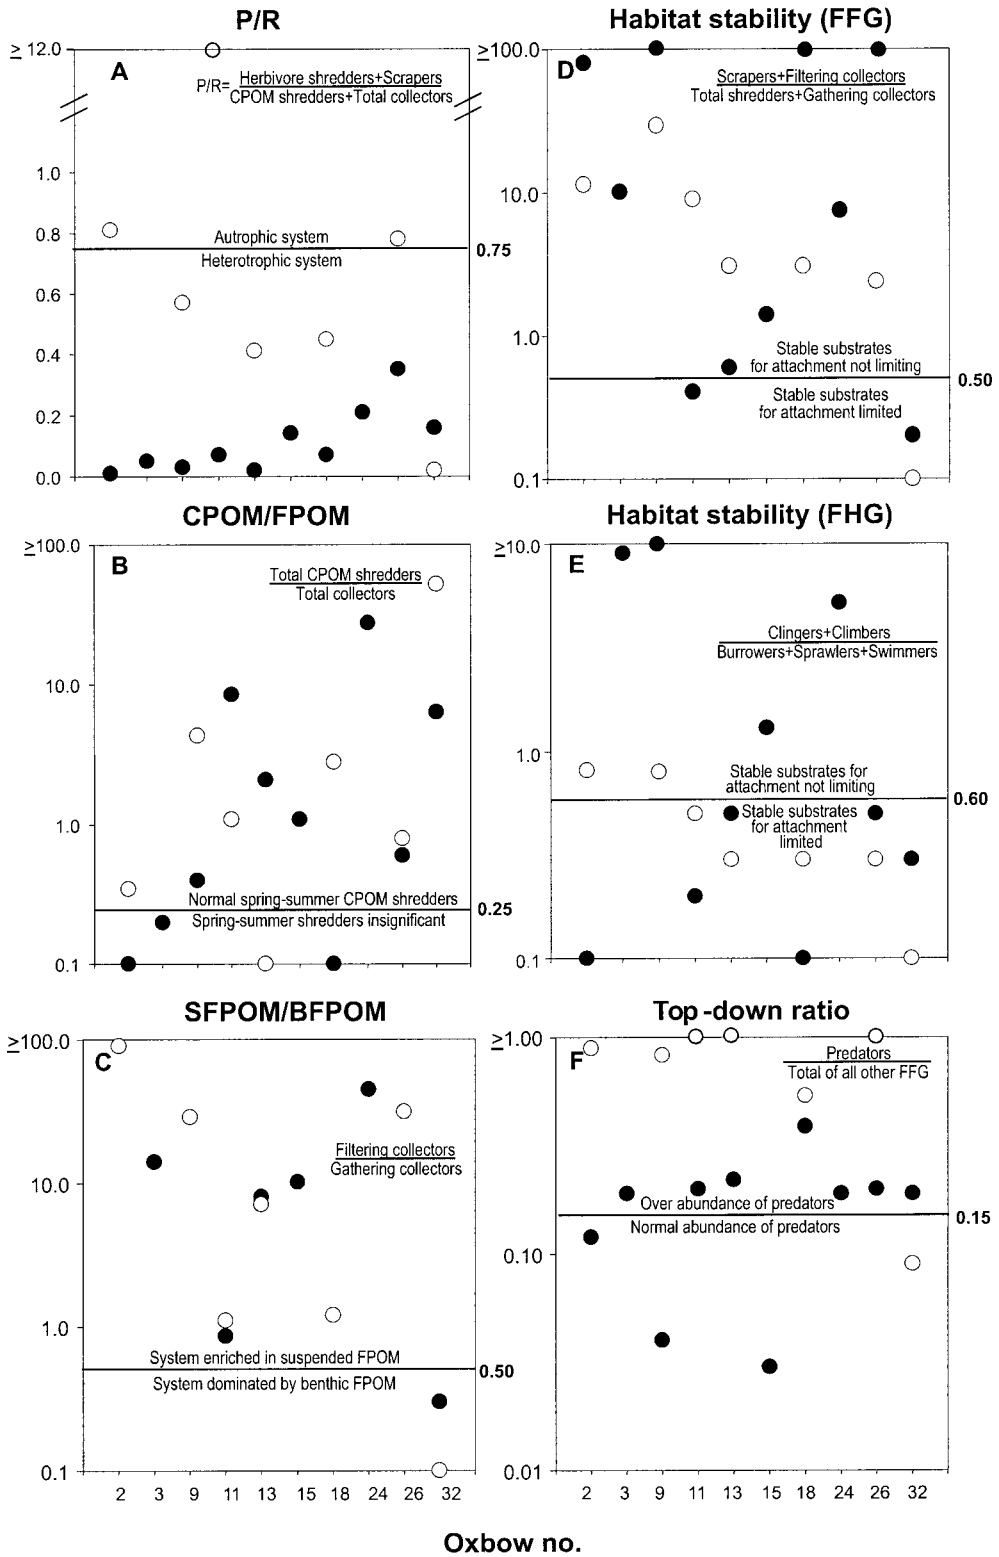 P/R
≥ 12.0
A
P/R=
Herbivore shredders+Scrapers
CPOM shredders+Total collectors
1.0
0.8
Autrophic system
0.75
Heterotrophic system
0.6
0.4
0.2
0.0
CPOM/FPOM
≥100.0
B
Total CPOM shredders
Total collectors
10.0
1.0
Normal spring-summer CPOM shredders
0.25
Spring-summer shredders insignificant
0.1
SFPOM/BFPOM
≥100.0
C
Filtering collectors
Gathering collectors
10.0
1.0
System enriched in suspended FPOM
0.50
System dominated by benthic FPOM
0.1
2 3 9 11 13 15 18 24 26 32
Habitat stability (FFG)
≥100.0
D
Scrapers+Filtering collectors
Total shredders+Gathering collectors
10.0
1.0
Stable substrates
for attachment not limiting
0.50
Stable substrates
for attachment limited
0.1
Habitat stability (FHG)
≥10.0
E
Clingers+Climbers
Burrowers+Sprawlers+Swimmers
1.0
Stable substrates for
attachment not limiting
0.60
Stable substrates
for attachment
limited
0.1
Top-down ratio
≥1.00
F
Predators
Total of all other FFG
Over abundance of predators
0.15
Normal abundance of predators
0.10
0.01
2 3 9 11 13 15 18 24 26 32
Oxbow no.